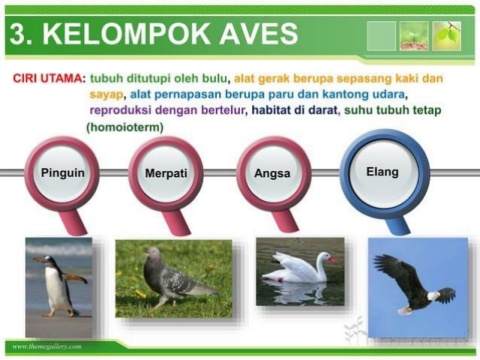 3. KELOMPOK AVES
CIRI UTAMA: tubuh ditutupi oleh bulu, alat gerak berupa sepasang kaki dan
sayap, alat pernapasan berupa paru dan kantong udara,
reproduksi dengan bertelur, habitat di darat, suhu tubuh tetap
(homoioterm)
Pinguin
Merpati
Angsa
Elang
www.themegallery.com